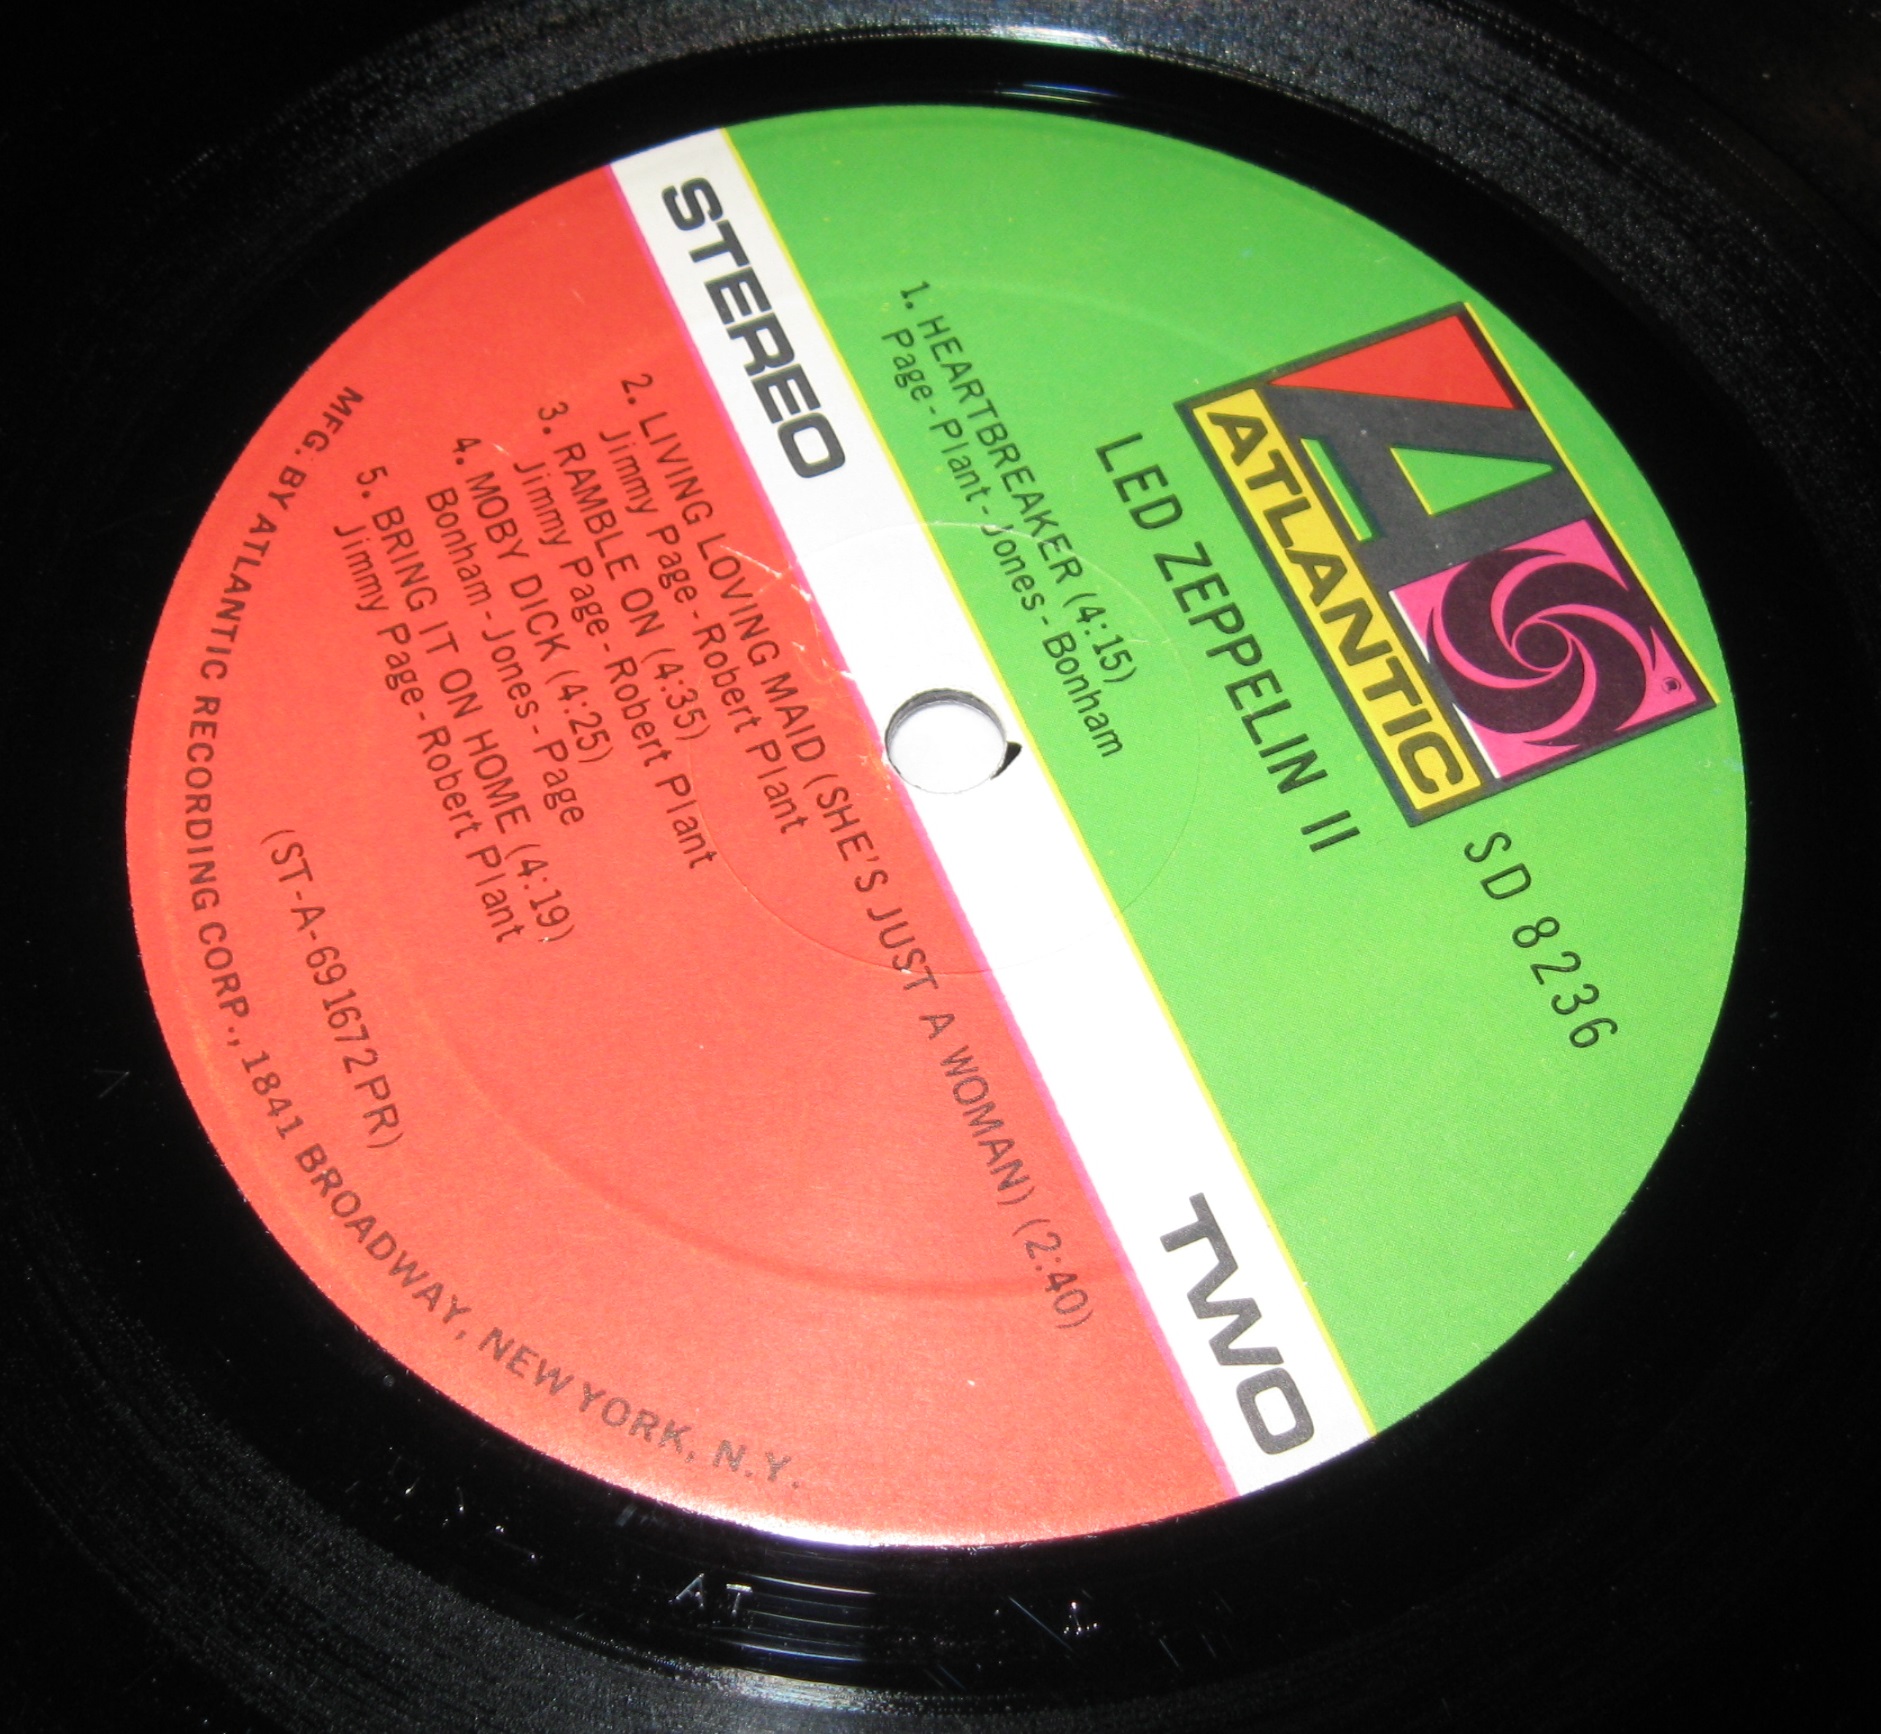 ATLANTIC
SD 8236
LED ZEPPELIN II
1. HEARTBREAKER (4:15)
Page-Plant-Jones-Bonham
STEREO TWO
2. LIVING LOVING MAID (SHE'S JUST A WOMAN) (2:40)
Jimmy Page-Robert Plant
3. RAMBLE ON (4:35)
Jimmy Page-Robert Plant
4. MOBY DICK (4:25)
Bonham-Jones-Page
5. BRING IT ON HOME (4:19)
Jimmy Page-Robert Plant
(ST-A-691672PR)
MFG. BY ATLANTIC RECORDING CORP., 1841 BROADWAY, NEW YORK, N.Y.
AT